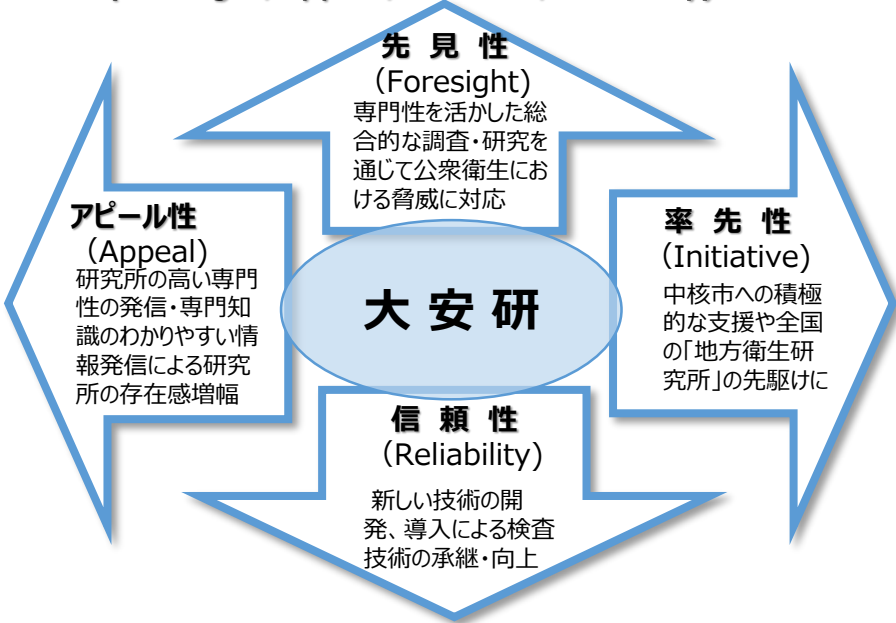 先 見 性
（Foresight)
専門性を活かした総
合的な調査・研究を
通じて公衆衛生にお
ける脅威に対応
アピール性
（Appeal)
研究所の高い専門
性の発信・専門知
識のわかりやすい情
報発信による研究
所の存在感増幅
大 安 研
率 先 性
（Initiative)
中核市への積極
的な支援や全国
の｢地方衛生研
究所｣の先駆けに
信 頼 性
（Reliability)
新しい技術の開
発、導入による検査
技術の承継・向上